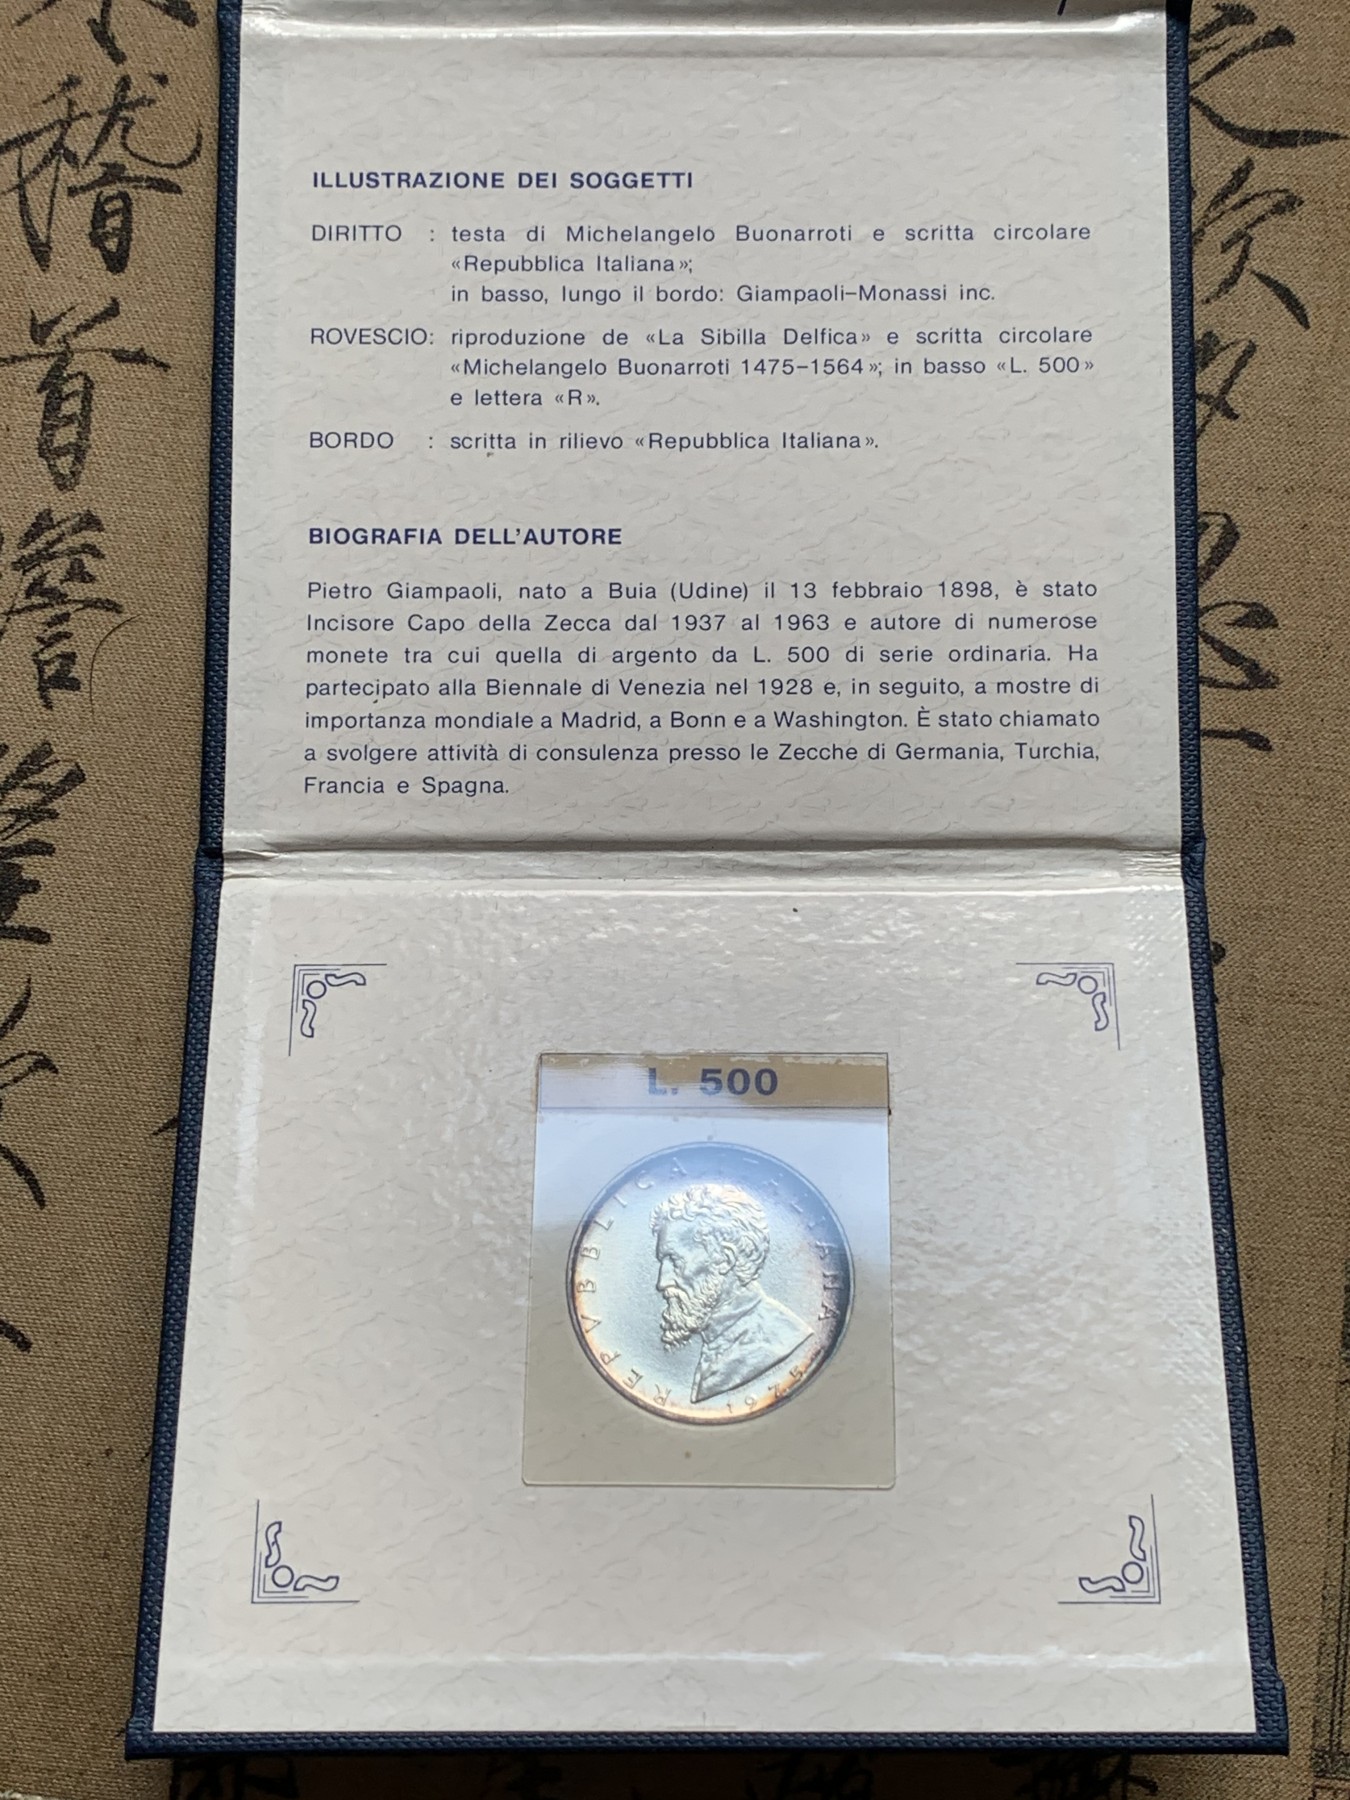 ILLUSTRAZIONE DEI SOGGETTI
DIRITTO : testa di Michelangelo Buonarroti e scritta circolare
«Repubblica Italiana»;
in basso, lungo il bordo: Giampaoli–Monassi inc.
ROVESCIO: riproduzione de «La Sibilla Delfica» e scritta circolare
«Michelangelo Buonarroti 1475–1564»; in basso «L. 500»
e lettera «R».
BORDO : scritta in rilievo «Repubblica Italiana».
BIOGRAFIA DELL'AUTORE
Pietro Giampaoli, nato a Buia (Udine) il 13 febbraio 1898, è stato
Incisore Capo della Zecca dal 1937 al 1963 e autore di numerose
monete tra cui quella di argento da L. 500 di serie ordinaria. Ha
partecipato alla Biennale di Venezia nel 1928 e, in seguito, a mostre di
importanza mondiale a Madrid, a Bonn e a Washington. È stato chiamato
a svolgere attività di consulenza presso le Zecche di Germania, Turchia,
Francia e Spagna.
L. 500
REPVBBLICA ITALIANA
1975
稽
首